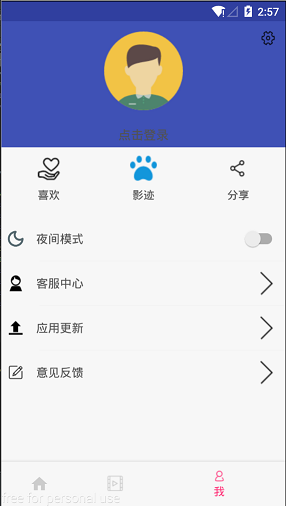 2:57
喜欢 影迹 分享
夜间模式
客服中心
应用更新
意见反馈
我
free for personal use